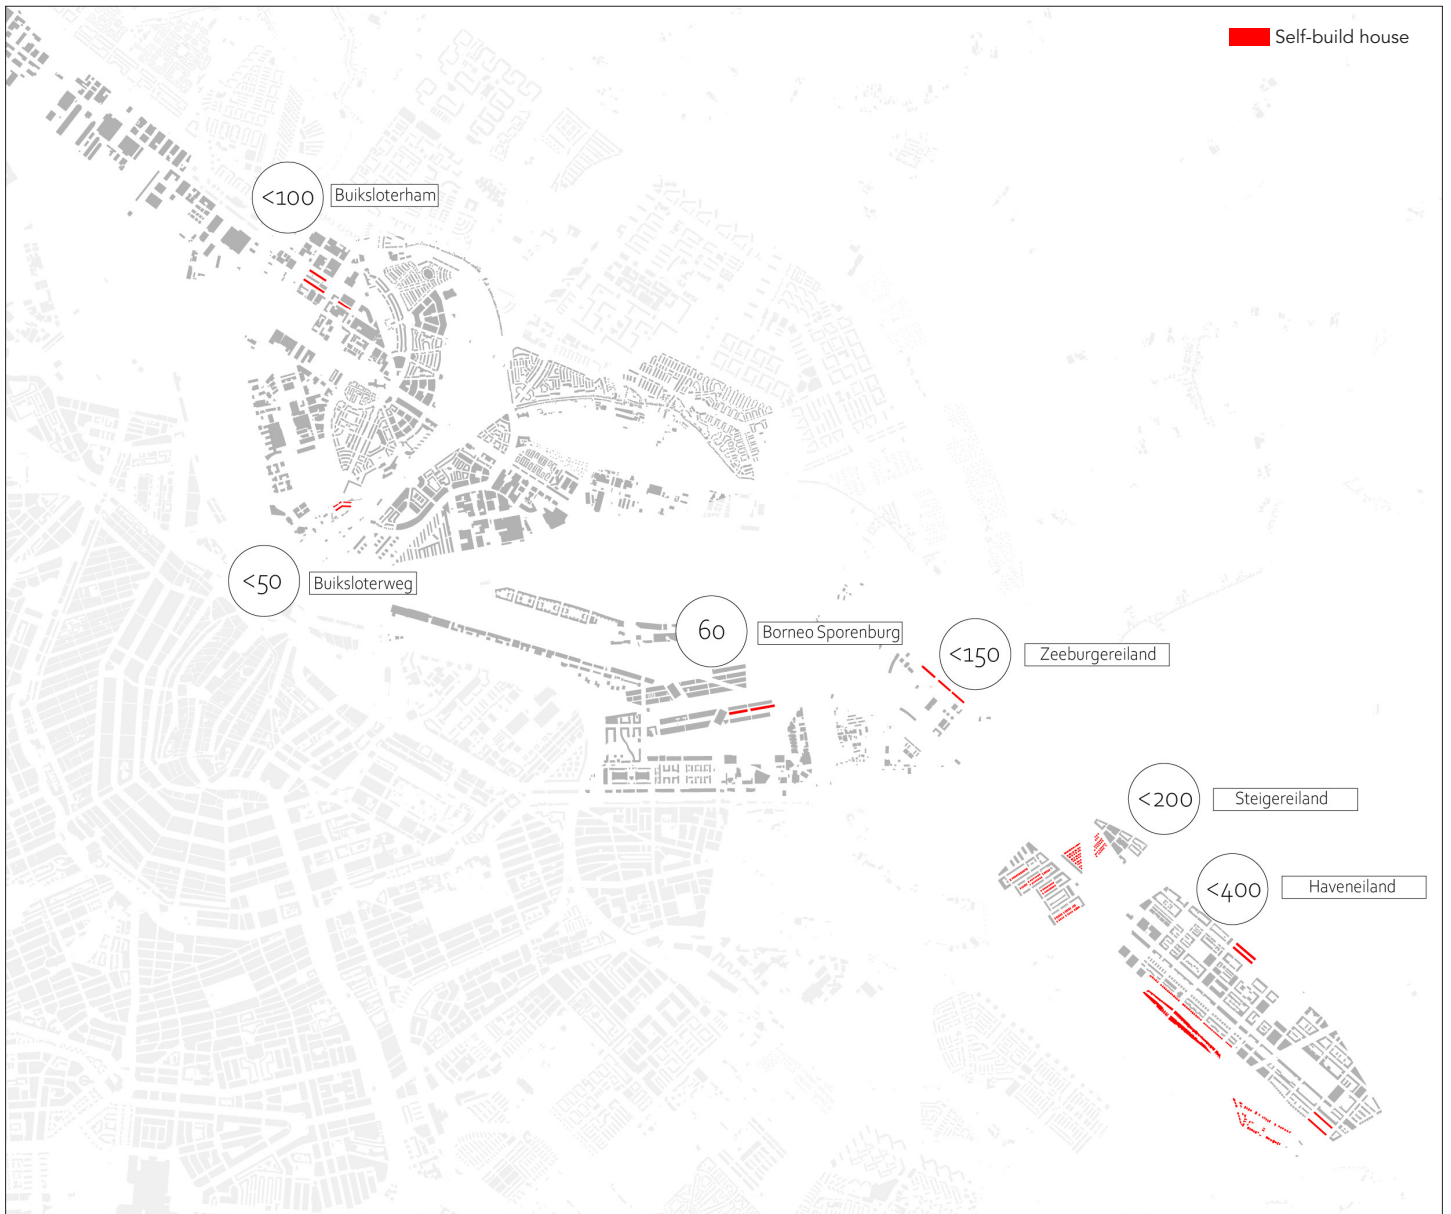 Self-build house
<100
Buiksloterham
<50
Buiksloterweg
60
Borneo Sporenburg
<150
Zeeburgereiland
<200
Steigereiland
<400
Haveneiland